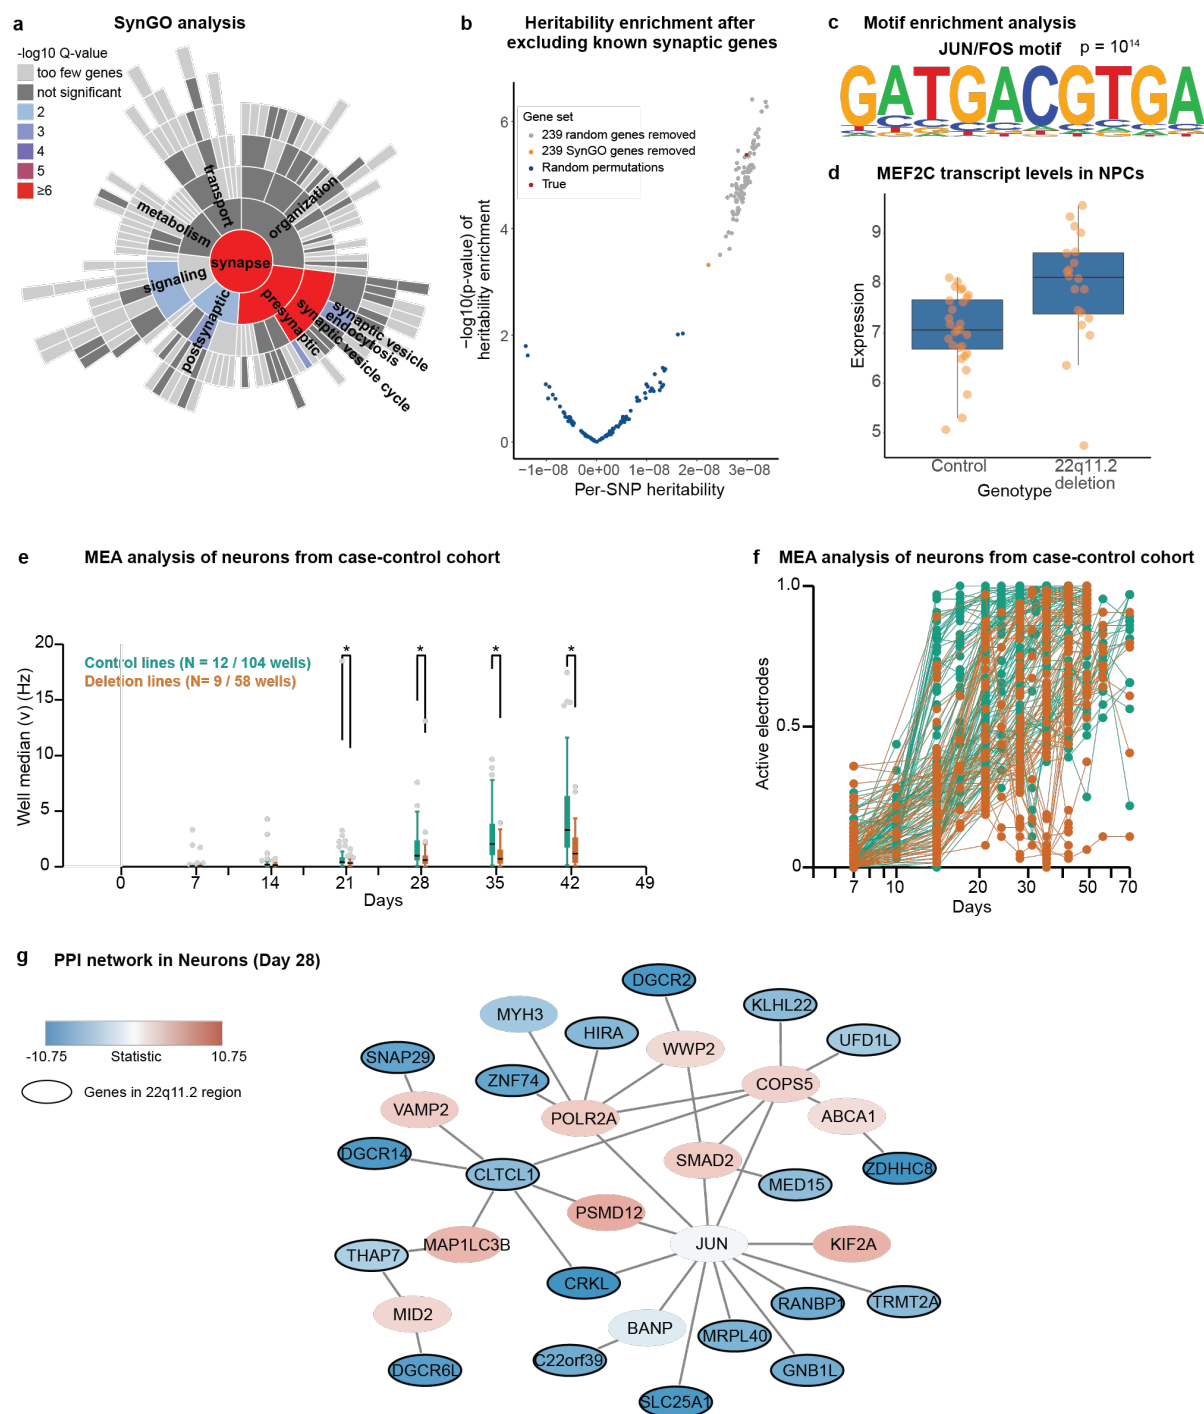 a
SynGO analysis
-log10 Q-value
too few genes
not significant
2
3
4
5
≥6
synapse
transport
organization
metabolism
signaling
postsynaptic
presynaptic
synaptic vesicle cycle
synaptic vesicle
endocytosis
b
Heritability enrichment after
excluding known synaptic genes
−log10(p-value) of
heritability enrichment
6
4
2
0
Gene set
239 random genes removed
239 SynGO genes removed
Random permutations
True
−1e−08 0e+00 1e−08 2e−08 3e−08
Per-SNP heritability
c
Motif enrichment analysis
JUN/FOS motif p = 10^14
GATGACGTGA
d
MEF2C transcript levels in NPCs
Expression
9
8
7
6
5
Control
22q11.2
deletion
Genotype
e
MEA analysis of neurons from case-control cohort
Well median (v) (Hz)
20
15
10
5
0
Control lines (N = 12 / 104 wells)
Deletion lines (N= 9 / 58 wells)
* * * *
0 7 14 21 28 35 42 49
Days
f
MEA analysis of neurons from case-control cohort
Active electrodes
1.0
0.5
0
7 10 20 30 50 70
Days
g
PPI network in Neurons (Day 28)
-10.75 Statistic 10.75
Genes in 22q11.2 region
DGCR2
KLHL22
MYH3
HIRA
UFD1L
WWP2
SNAP29
ZNF74
COPS5
VAMP2
POLR2A
ABCA1
DGCR14
SMAD2
ZDHHC8
CLTCL1
MED15
PSMD12
MAP1LC3B
JUN
KIF2A
THAP7
CRKL
RANBP1
TRMT2A
MID2
BANP
MRPL40
C22orf39
GNB1L
DGCR6L
SLC25A1